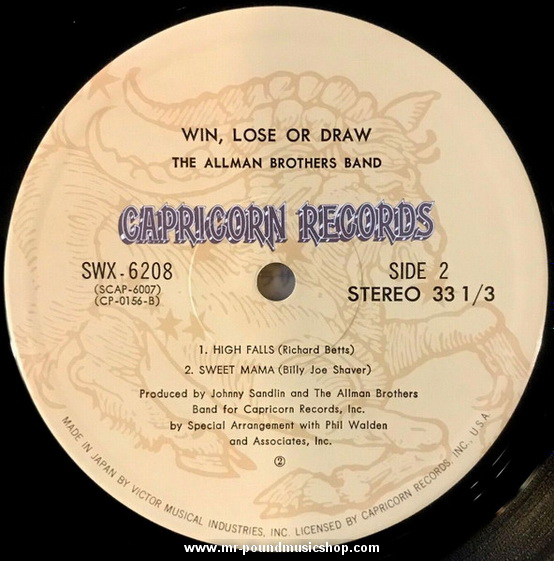 WIN, LOSE OR DRAW
THE ALLMAN BROTHERS BAND
CAPRICORN RECORDS
SWX-6208
(SCAP-6007)
(CP-0156-B)
SIDE 2
STEREO 33 1/3
1. HIGH FALLS (Richard Betts)
2. SWEET MAMA (Billy Joe Shaver)
Produced by Johnny Sandlin and The Allman Brothers
Band for Capricorn Records, Inc.
by Special Arrangement with Phil Walden
and Associates, Inc.
②
MADE IN JAPAN BY VICTOR MUSICAL INDUSTRIES, INC. LICENSED BY CAPRICORN RECORDS, INC., U.S.A
www.mr-poundmusicshop.com